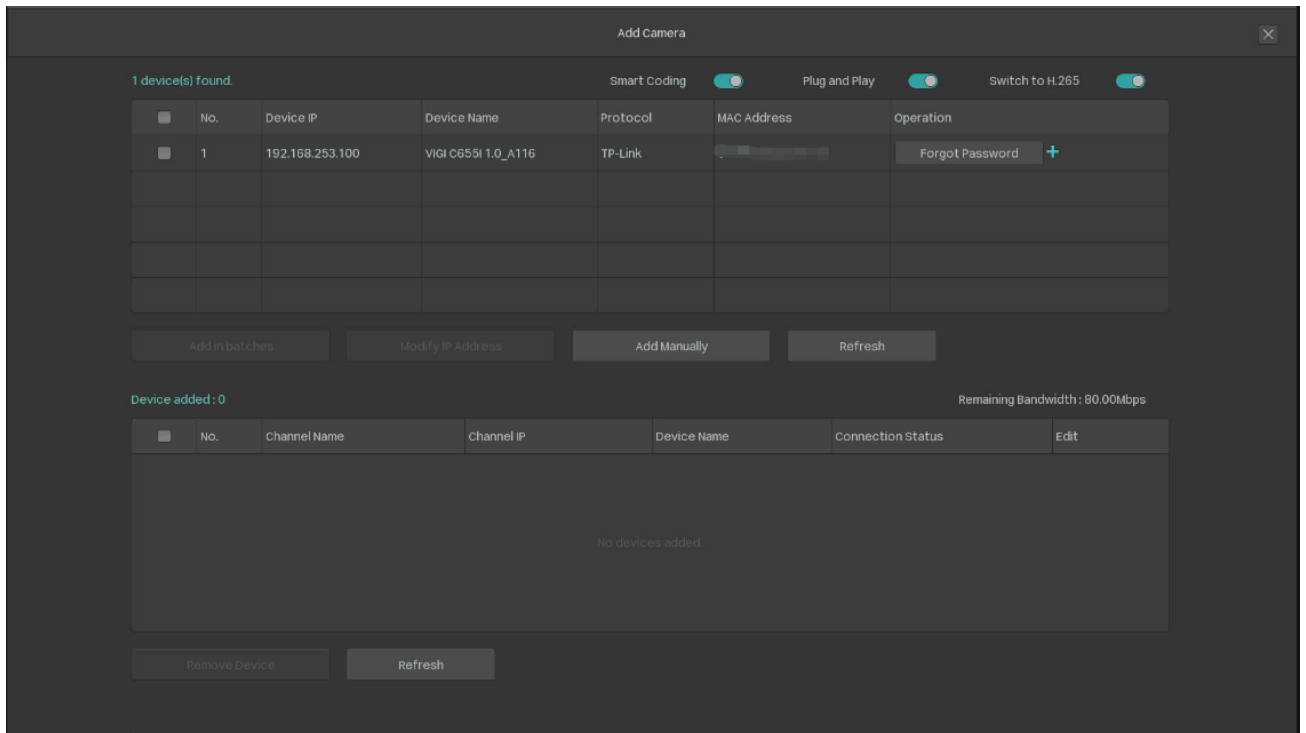 Add Camera
1 device(s) found. Smart Coding Plug and Play Switch to H.265
No. Device IP Device Name Protocol MAC Address Operation
1 192.168.253.100 VIGI C655I 1.0_A116 TP-Link Forgot Password +
Add in batches Modify IP Address Add Manually Refresh
Device added : 0 Remaining Bandwidth : 80.00Mbps
No. Channel Name Channel IP Device Name Connection Status Edit
No devices added
Remove Device Refresh